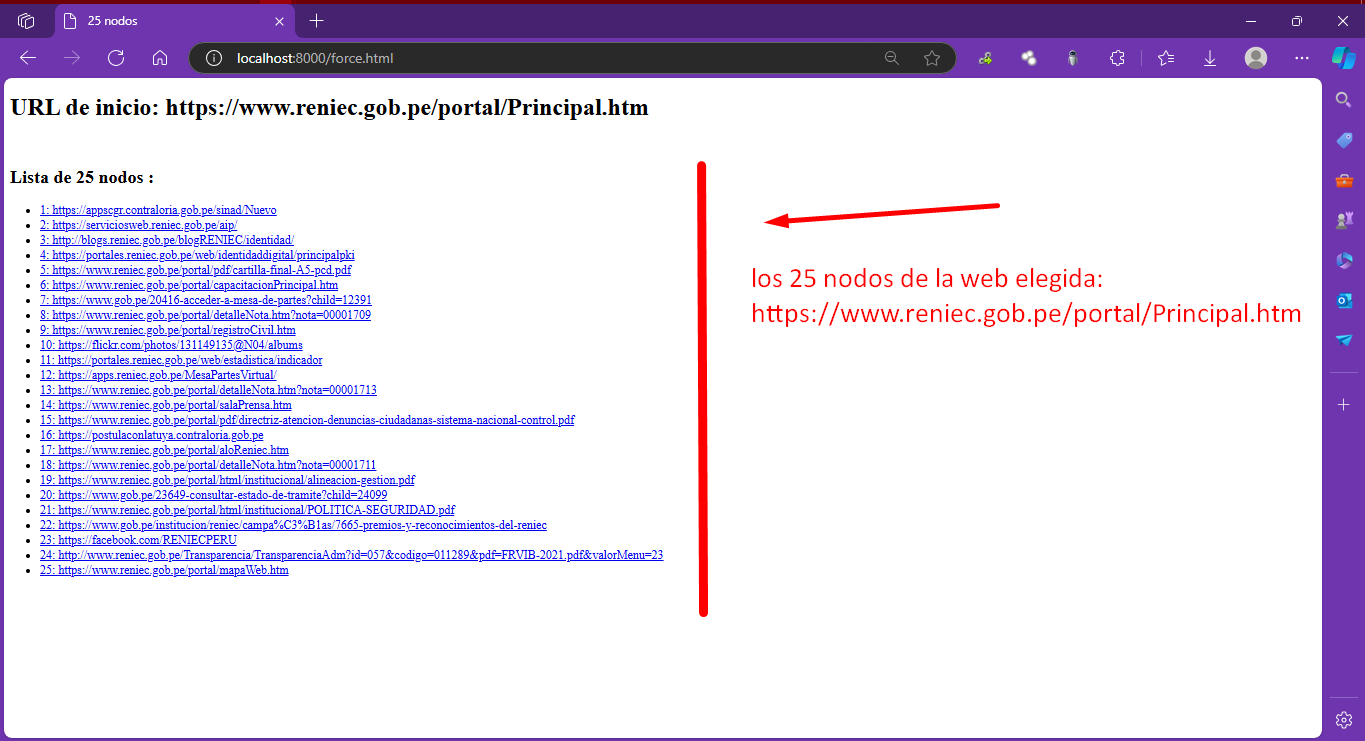 25 nodos
localhost:8000/force.html
URL de inicio: https://www.reniec.gob.pe/portal/Principal.htm
Lista de 25 nodos :
1: https://appscgr.contraloria.gob.pe/sinad/Nuevo
2: https://serviciosweb.reniec.gob.pe/aip/
3: http://blogs.reniec.gob.pe/blogRENIEC/identidad/
4: https://portales.reniec.gob.pe/web/identidaddigital/principalpki
5: https://www.reniec.gob.pe/portal/pdf/cartilla-final-A5-pcd.pdf
6: https://www.reniec.gob.pe/portal/capacitacionPrincipal.htm
7: https://www.gob.pe/20416-acceder-a-mesa-de-partes?child=12391
8: https://www.reniec.gob.pe/portal/detalleNota.htm?nota=00001709
9: https://www.reniec.gob.pe/portal/registroCivil.htm
10: https://flickr.com/photos/131149135@N04/albums
11: https://portales.reniec.gob.pe/web/estadistica/indicador
12: https://apps.reniec.gob.pe/MesaPartesVirtual/
13: https://www.reniec.gob.pe/portal/detalleNota.htm?nota=00001713
14: https://www.reniec.gob.pe/portal/salaPrensa.htm
15: https://www.reniec.gob.pe/portal/pdf/directriz-atencion-denuncias-ciudadanas-sistema-nacional-control.pdf
16: https://postulaconlatuya.contraloria.gob.pe
17: https://www.reniec.gob.pe/portal/aloReniec.htm
18: https://www.reniec.gob.pe/portal/detalleNota.htm?nota=00001711
19: https://www.reniec.gob.pe/portal/html/institucional/alineacion-gestion.pdf
20: https://www.gob.pe/23649-consultar-estado-de-tramite?child=24099
21: https://www.reniec.gob.pe/portal/html/institucional/POLITICA-SEGURIDAD.pdf
22: https://www.gob.pe/institucion/reniec/campa%C3%B1as/7665-premios-y-reconocimientos-del-reniec
23: https://facebook.com/RENIECPERU
24: http://www.reniec.gob.pe/Transparencia/TransparenciaAdm?id=057&codigo=011289&pdf=FRVIB-2021.pdf&valorMenu=23
25: https://www.reniec.gob.pe/portal/mapaWeb.htm
los 25 nodos de la web elegida:
https://www.reniec.gob.pe/portal/Principal.htm